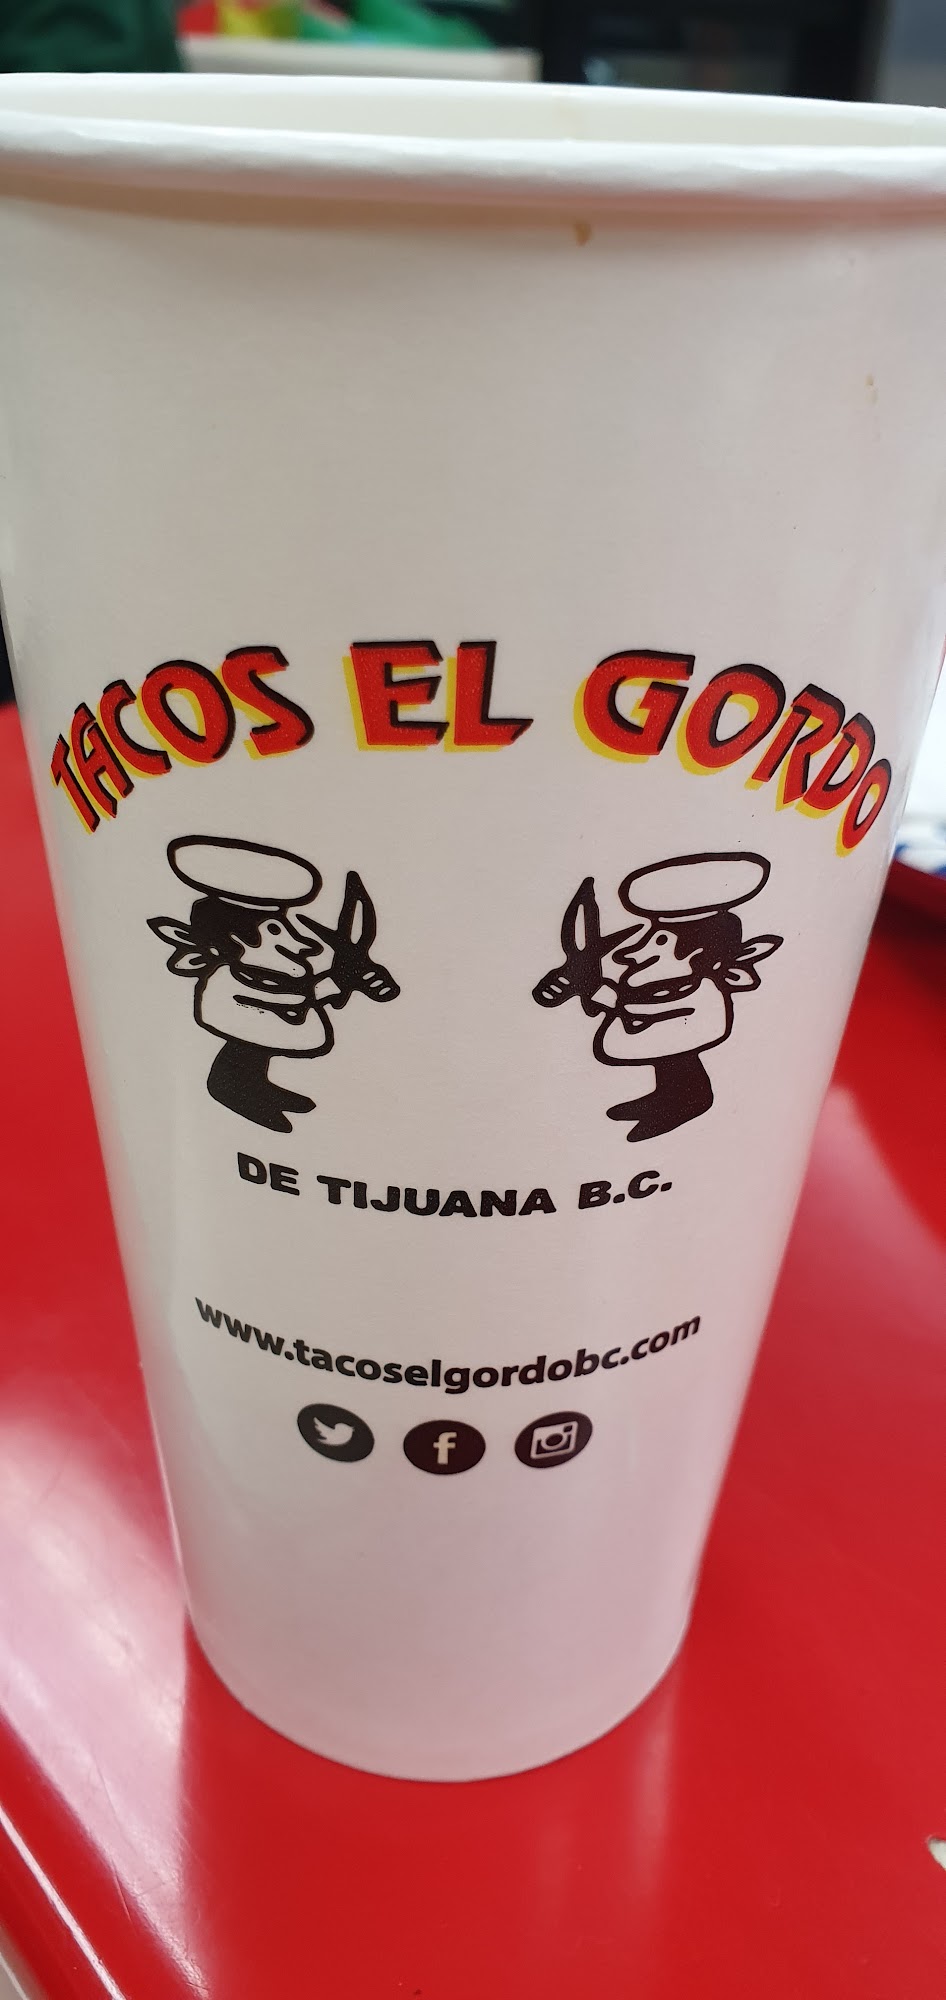 TACOS EL GORDO
DE TIJUANA B.C.
www.tacoselgordobc.com